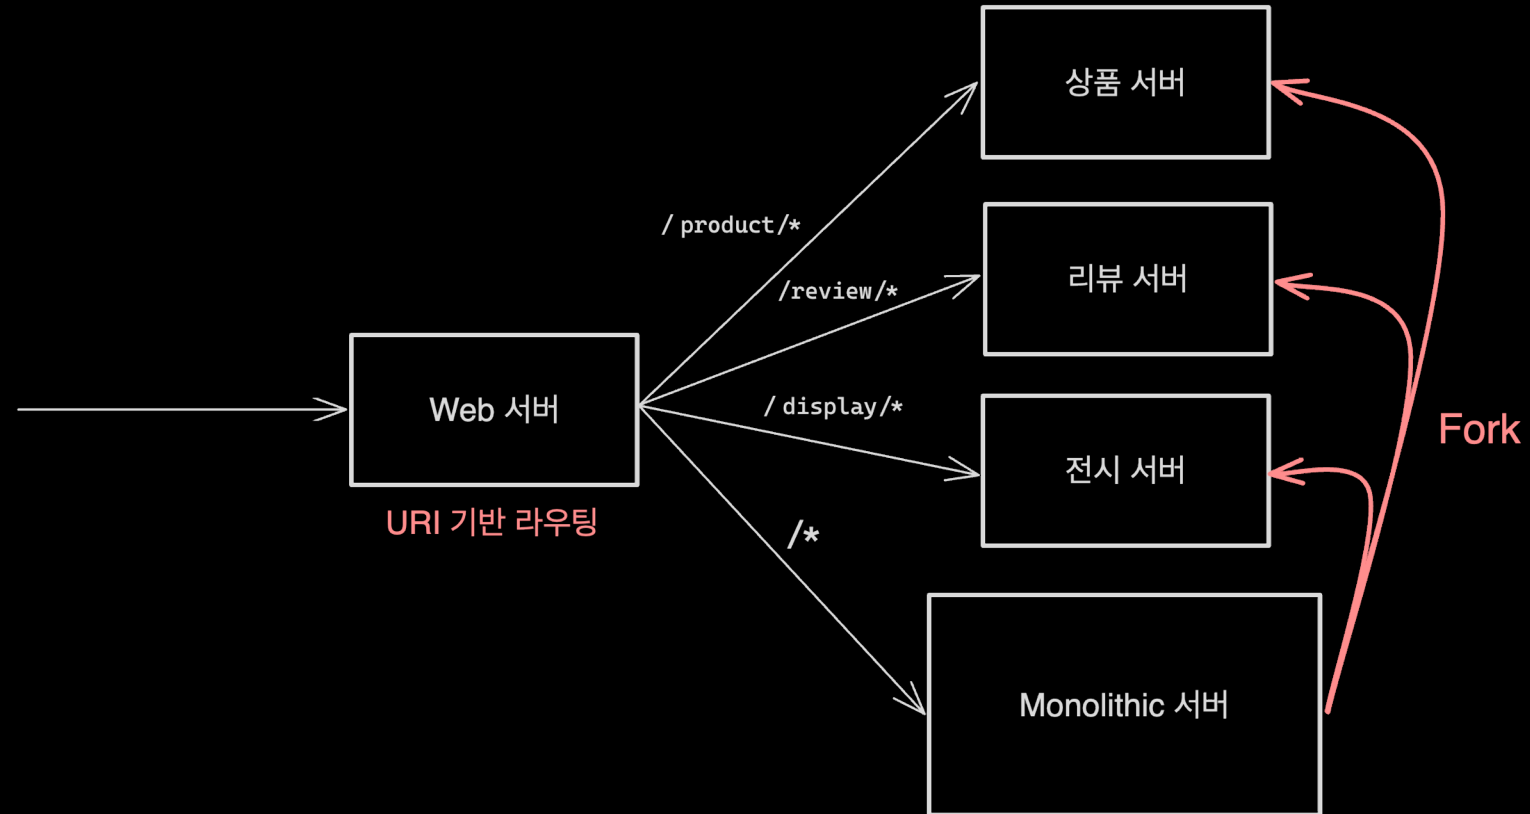 상품 서버
/ product/*
리뷰 서버
/review/*
Web 서버
/ display/*
Fork
전시 서버
URI 기반 라우팅
/*
Monolithic 서버